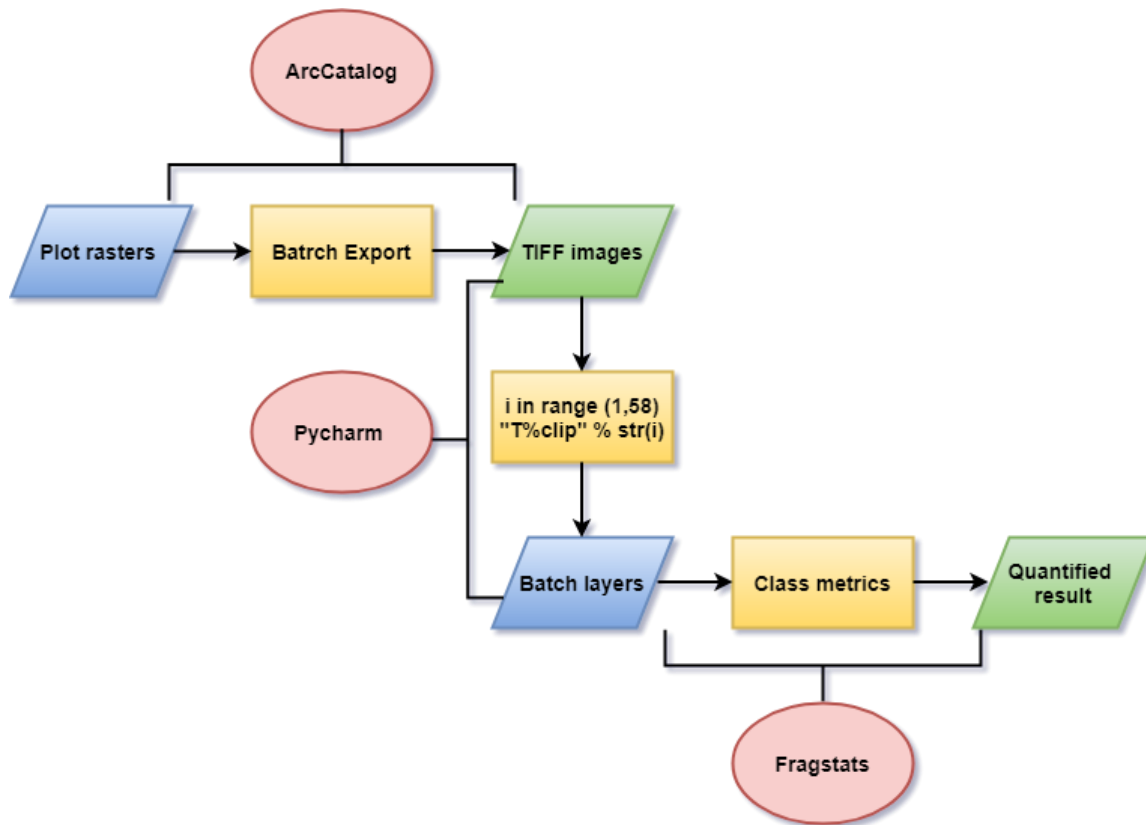 ArcCatalog
Plot rasters
Batrch Export
TIFF images
Pycharm
i in range (1,58)
"T%clip" % str(i)
Batch layers
Class metrics
Quantified
result
Fragstats